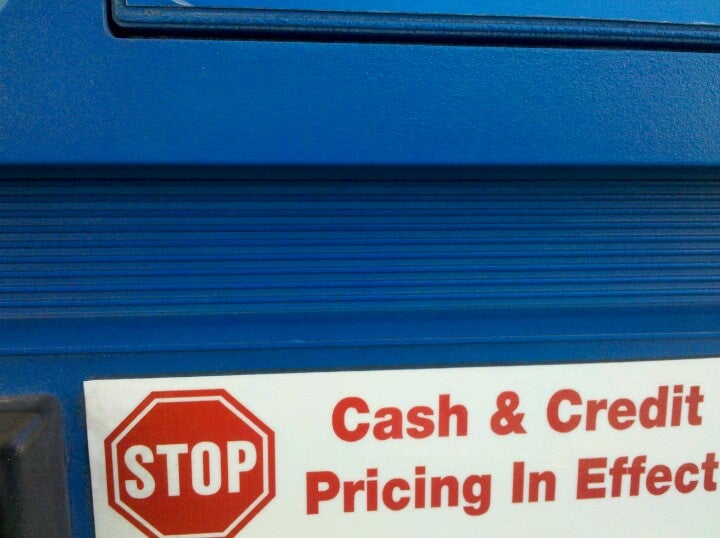 STOP
Cash & Credit
Pricing In Effect